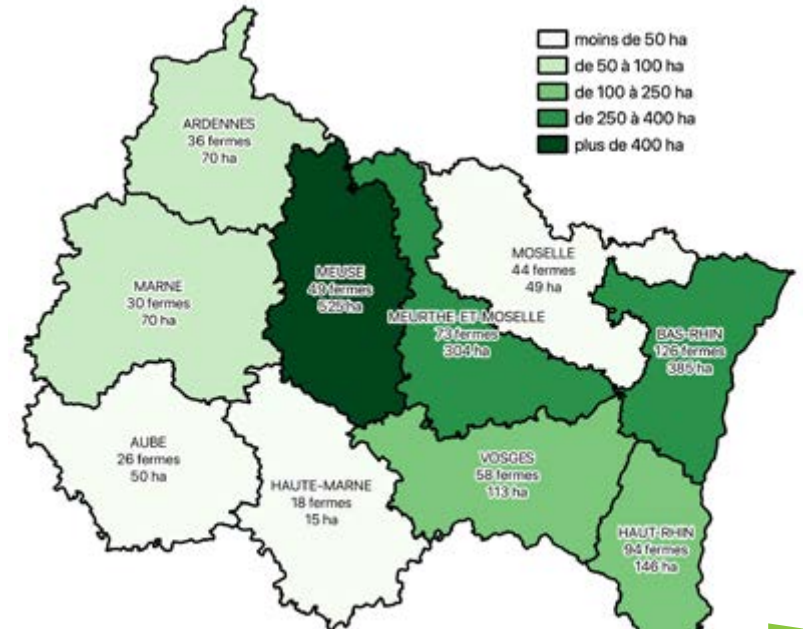 moins de 50 ha
de 50 à 100 ha
de 100 à 250 ha
de 250 à 400 ha
plus de 400 ha
ARDENNES
36 fermes
70 ha
MOSELLE
44 fermes
49 ha
MARNE
30 fermes
70 ha
MEUSE
49 fermes
525 ha
MEURTHE-ET-MOSELLE
73 fermes
304 ha
BAS-RHIN
126 fermes
385 ha
AUBE
26 fermes
50 ha
HAUTE-MARNE
18 fermes
15 ha
VOSGES
58 fermes
113 ha
HAUT-RHIN
94 fermes
146 ha